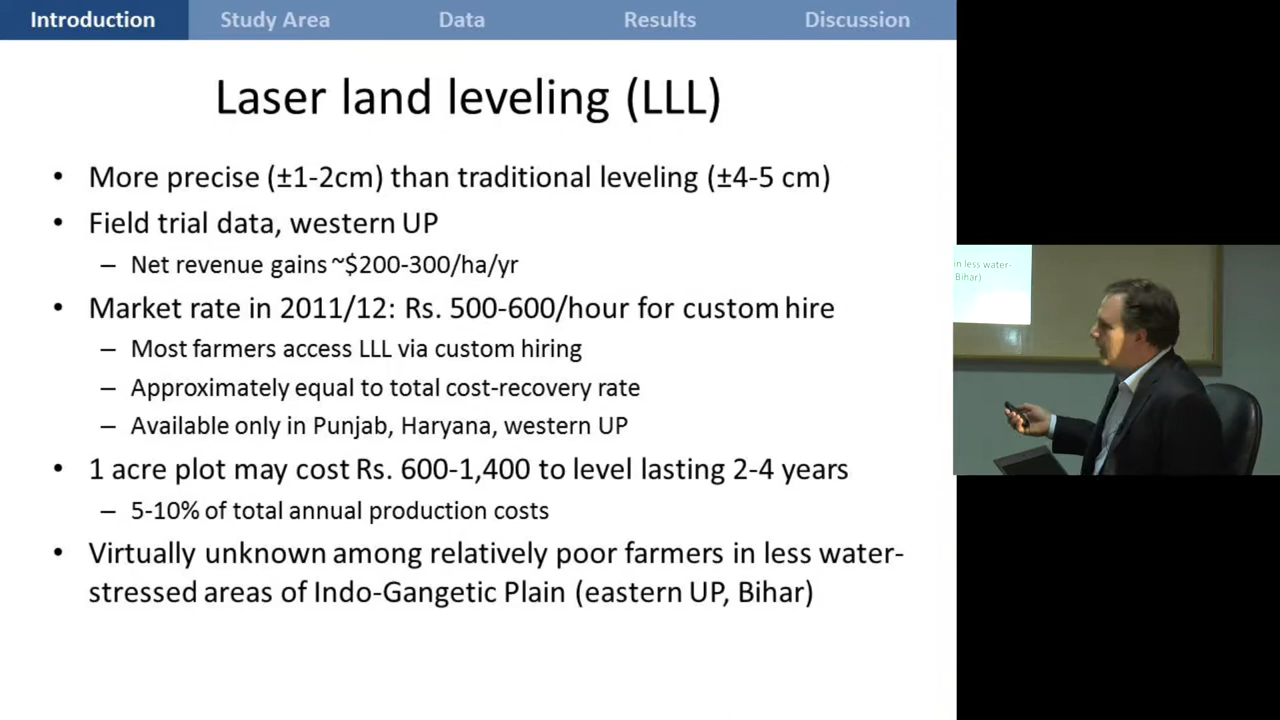 Introduction
Study Area
Data
Results
Discussion
Laser land leveling (LLL)
• More precise (±1-2cm) than traditional leveling (±4-5 cm)
• Field trial data, western UP
– Net revenue gains ~$200-300/ha/yr
• Market rate in 2011/12: Rs. 500-600/hour for custom hire
– Most farmers access LLL via custom hiring
– Approximately equal to total cost-recovery rate
– Available only in Punjab, Haryana, western UP
• 1 acre plot may cost Rs. 600-1,400 to level lasting 2-4 years
– 5-10% of total annual production costs
• Virtually unknown among relatively poor farmers in less water-
stressed areas of Indo-Gangetic Plain (eastern UP, Bihar)
in less water-
Bihar)